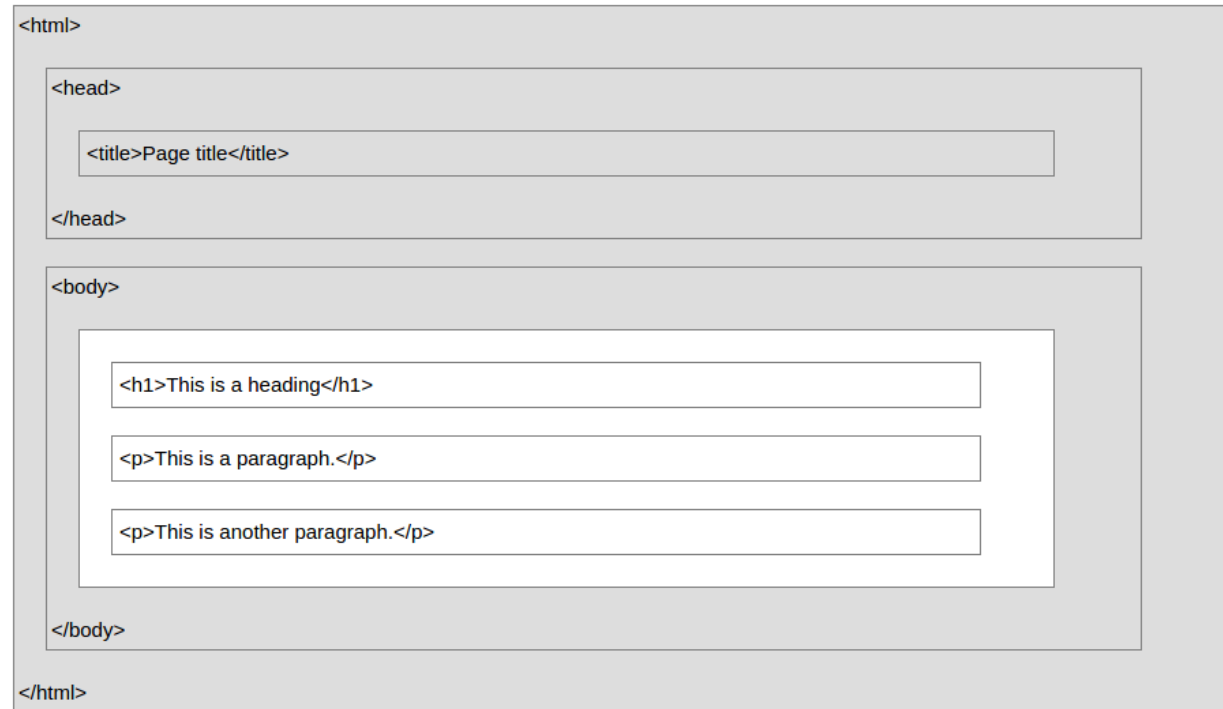 <html>
<head>
<title>Page title</title>
</head>
<body>
<h1>This is a heading</h1>
<p>This is a paragraph.</p>
<p>This is another paragraph.</p>
</body>
</html>